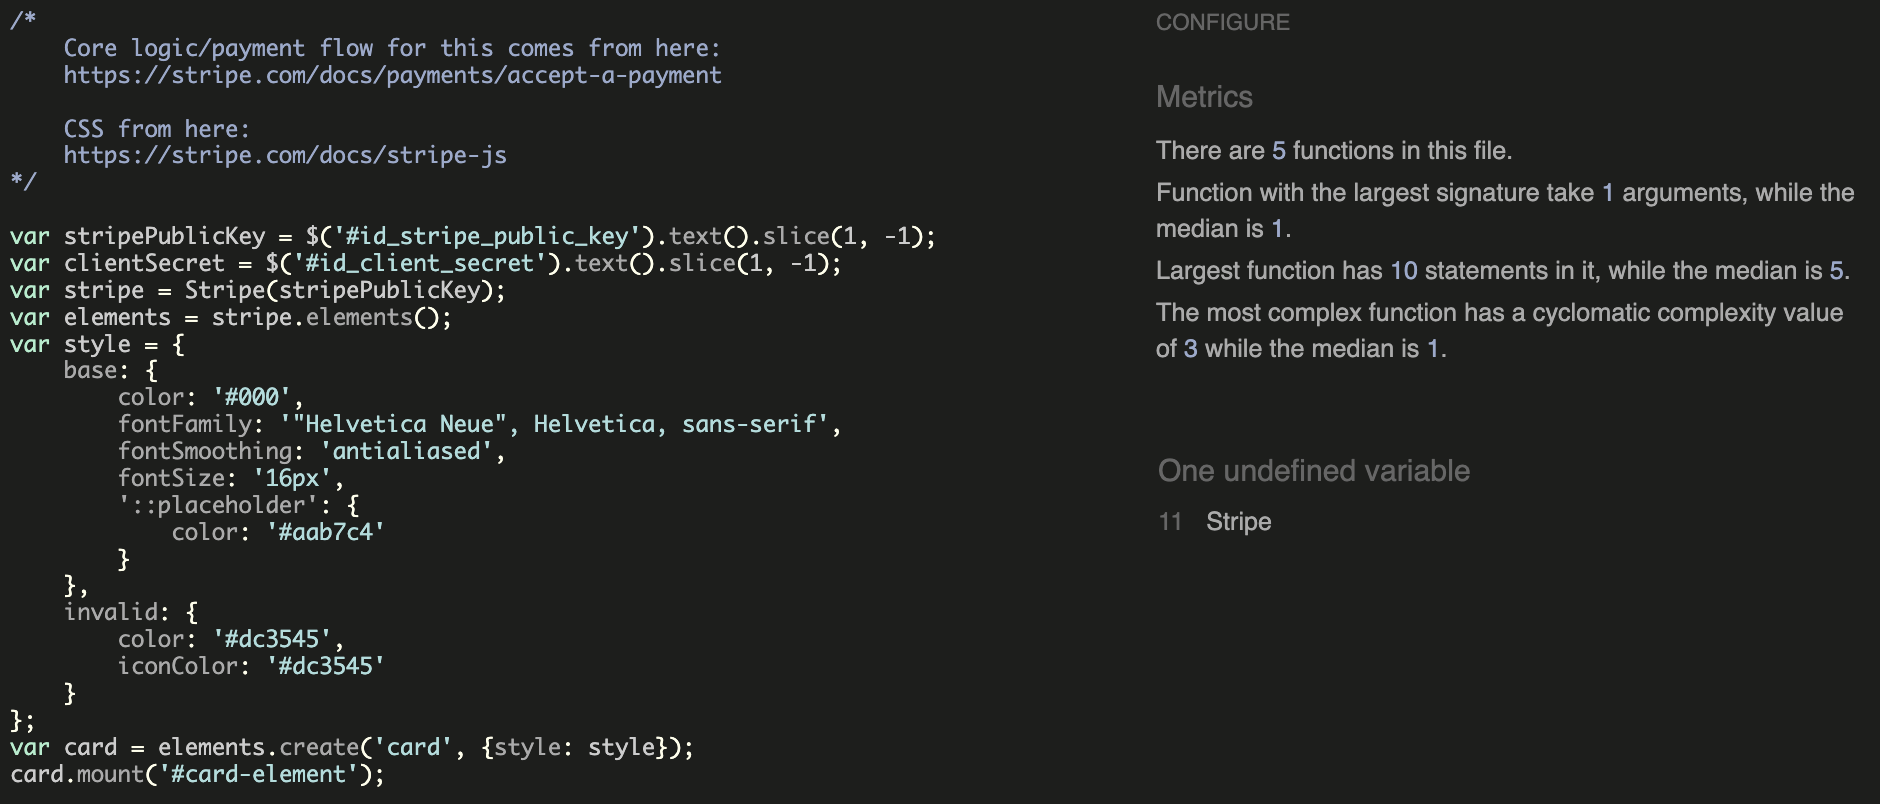 /*
    Core logic/payment flow for this comes from here:
    https://stripe.com/docs/payments/accept-a-payment

    CSS from here:
    https://stripe.com/docs/stripe-js
*/

var stripePublicKey = $('#id_stripe_public_key').text().slice(1, -1);
var clientSecret = $('#id_client_secret').text().slice(1, -1);
var stripe = Stripe(stripePublicKey);
var elements = stripe.elements();
var style = {
    base: {
        color: '#000',
        fontFamily: '"Helvetica Neue", Helvetica, sans-serif',
        fontSmoothing: 'antialiased',
        fontSize: '16px',
        '::placeholder': {
            color: '#aab7c4'
        }
    },
    invalid: {
        color: '#dc3545',
        iconColor: '#dc3545'
    }
};
var card = elements.create('card', {style: style});
card.mount('#card-element');
CONFIGURE
Metrics
There are 5 functions in this file.
Function with the largest signature take 1 arguments, while the
median is 1.
Largest function has 10 statements in it, while the median is 5.
The most complex function has a cyclomatic complexity value
of 3 while the median is 1.
One undefined variable
11 Stripe